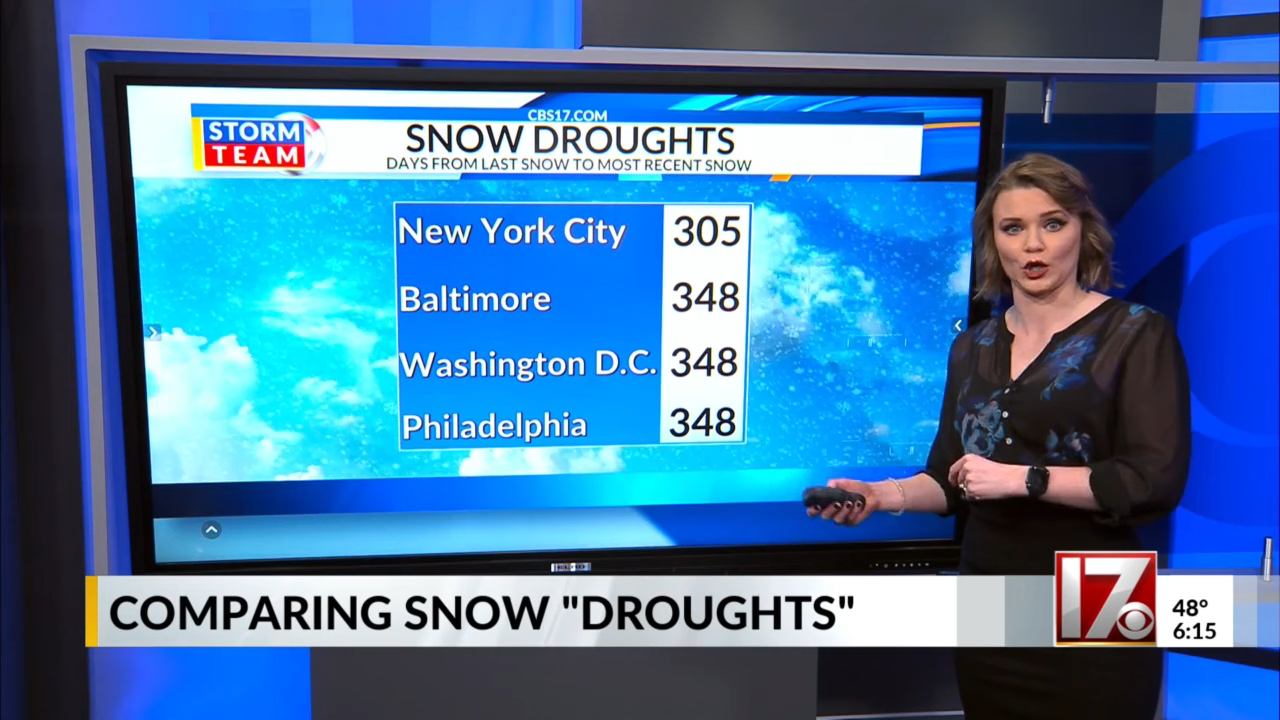 CBS17.COM
STORM
TEAM
SNOW DROUGHTS
DAYS FROM LAST SNOW TO MOST RECENT SNOW
New York City 305
Baltimore 348
Washington D.C. 348
Philadelphia 348
COMPARING SNOW "DROUGHTS"
17
48°
6:15